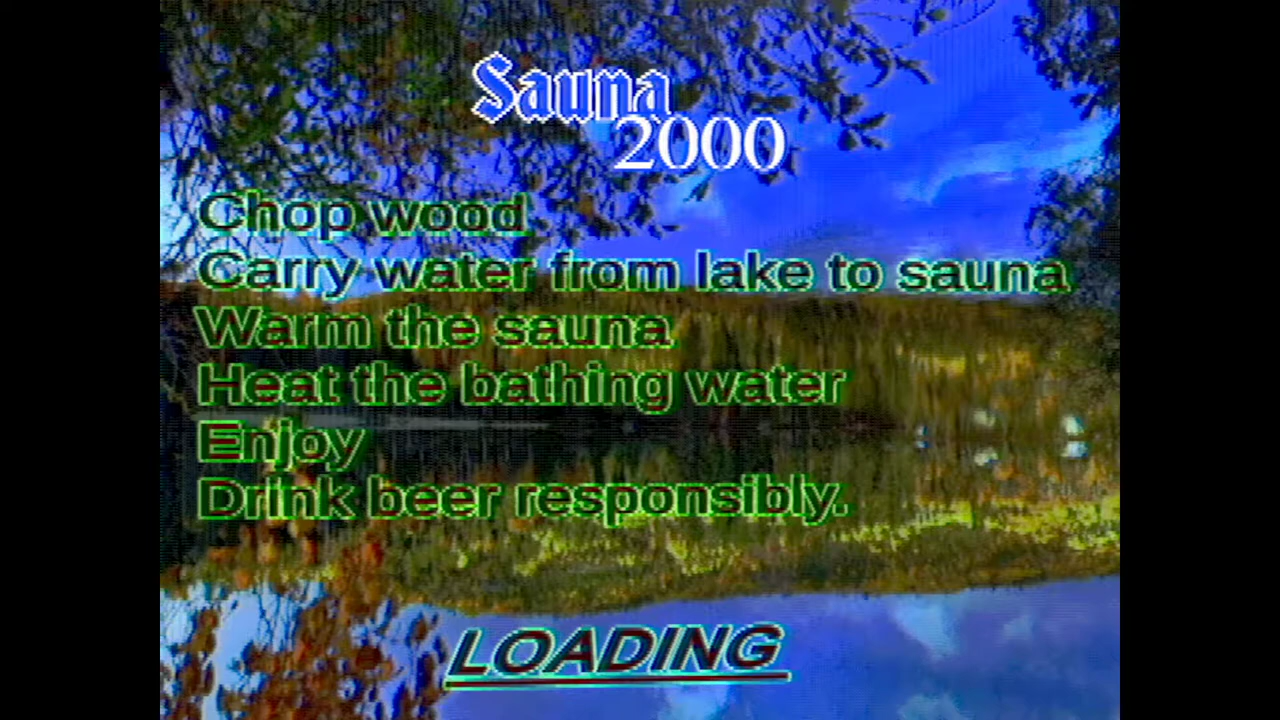 Sauna
2000
Chop wood
Carry water from lake to sauna
Warm the sauna
Heat the bathing water
Enjoy
Drink beer responsibly.
LOADING